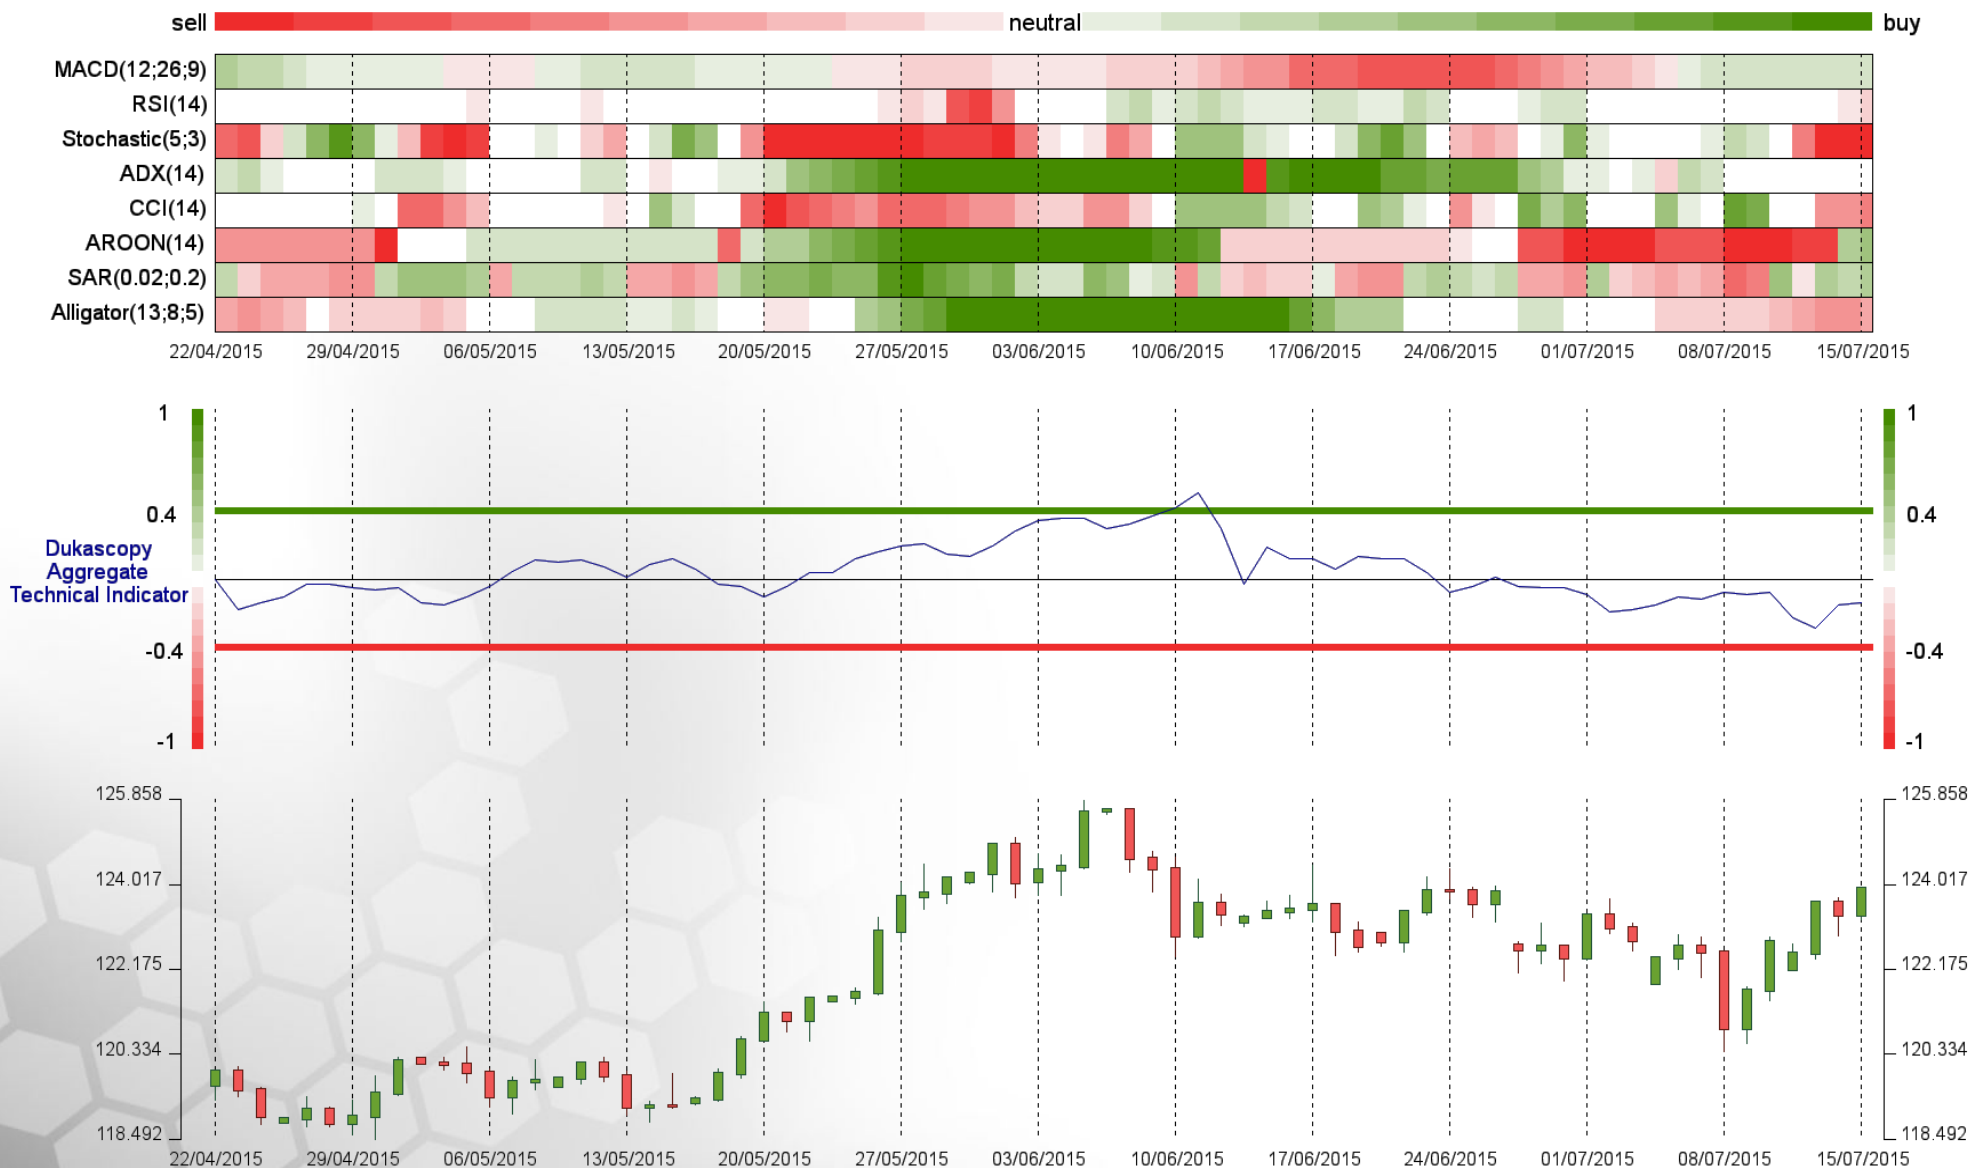 sell neutral buy
MACD(12;26;9)
RSI(14)
Stochastic(5;3)
ADX(14)
CCI(14)
AROON(14)
SAR(0.02;0.2)
Alligator(13;8;5)
22/04/2015 29/04/2015 06/05/2015 13/05/2015 20/05/2015 27/05/2015 03/06/2015 10/06/2015 17/06/2015 24/06/2015 01/07/2015 08/07/2015 15/07/2015
1 1
0.4 0.4
Dukascopy
Aggregate
Technical Indicator
-0.4 -0.4
-1 -1
125.858 125.858
124.017 124.017
122.175 122.175
120.334 120.334
118.492 118.492
22/04/2015 29/04/2015 06/05/2015 13/05/2015 20/05/2015 27/05/2015 03/06/2015 10/06/2015 17/06/2015 24/06/2015 01/07/2015 08/07/2015 15/07/2015